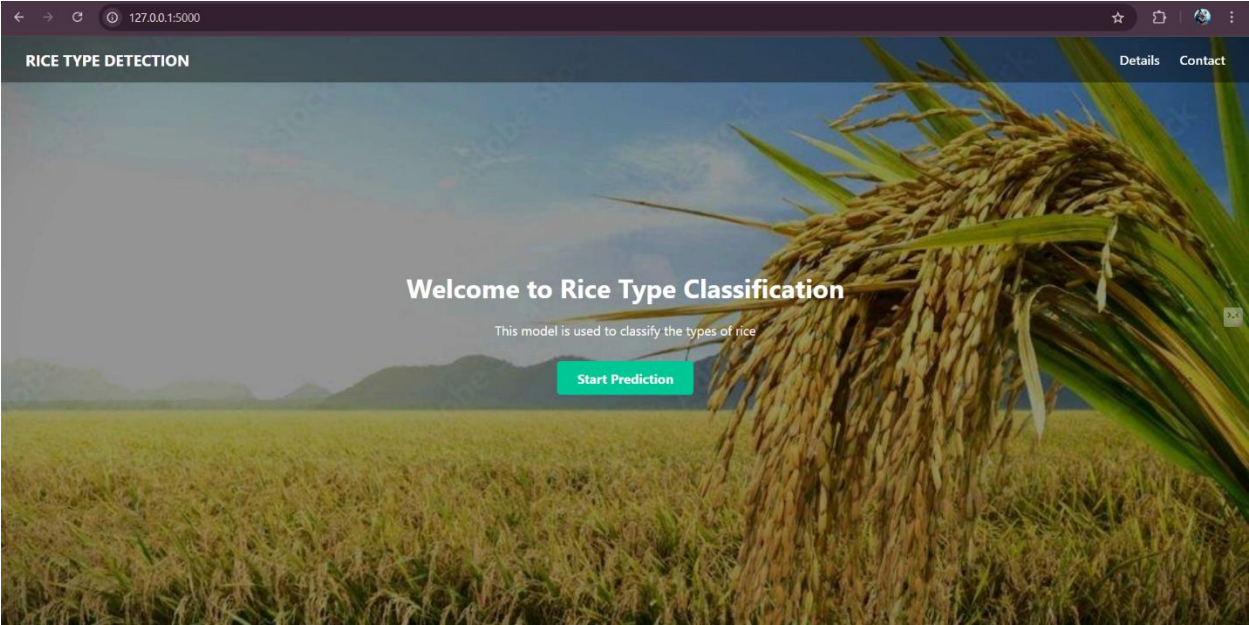 127.0.0.1:5000
RICE TYPE DETECTION
Details Contact
Welcome to Rice Type Classification
This model is used to classify the types of rice
Start Prediction